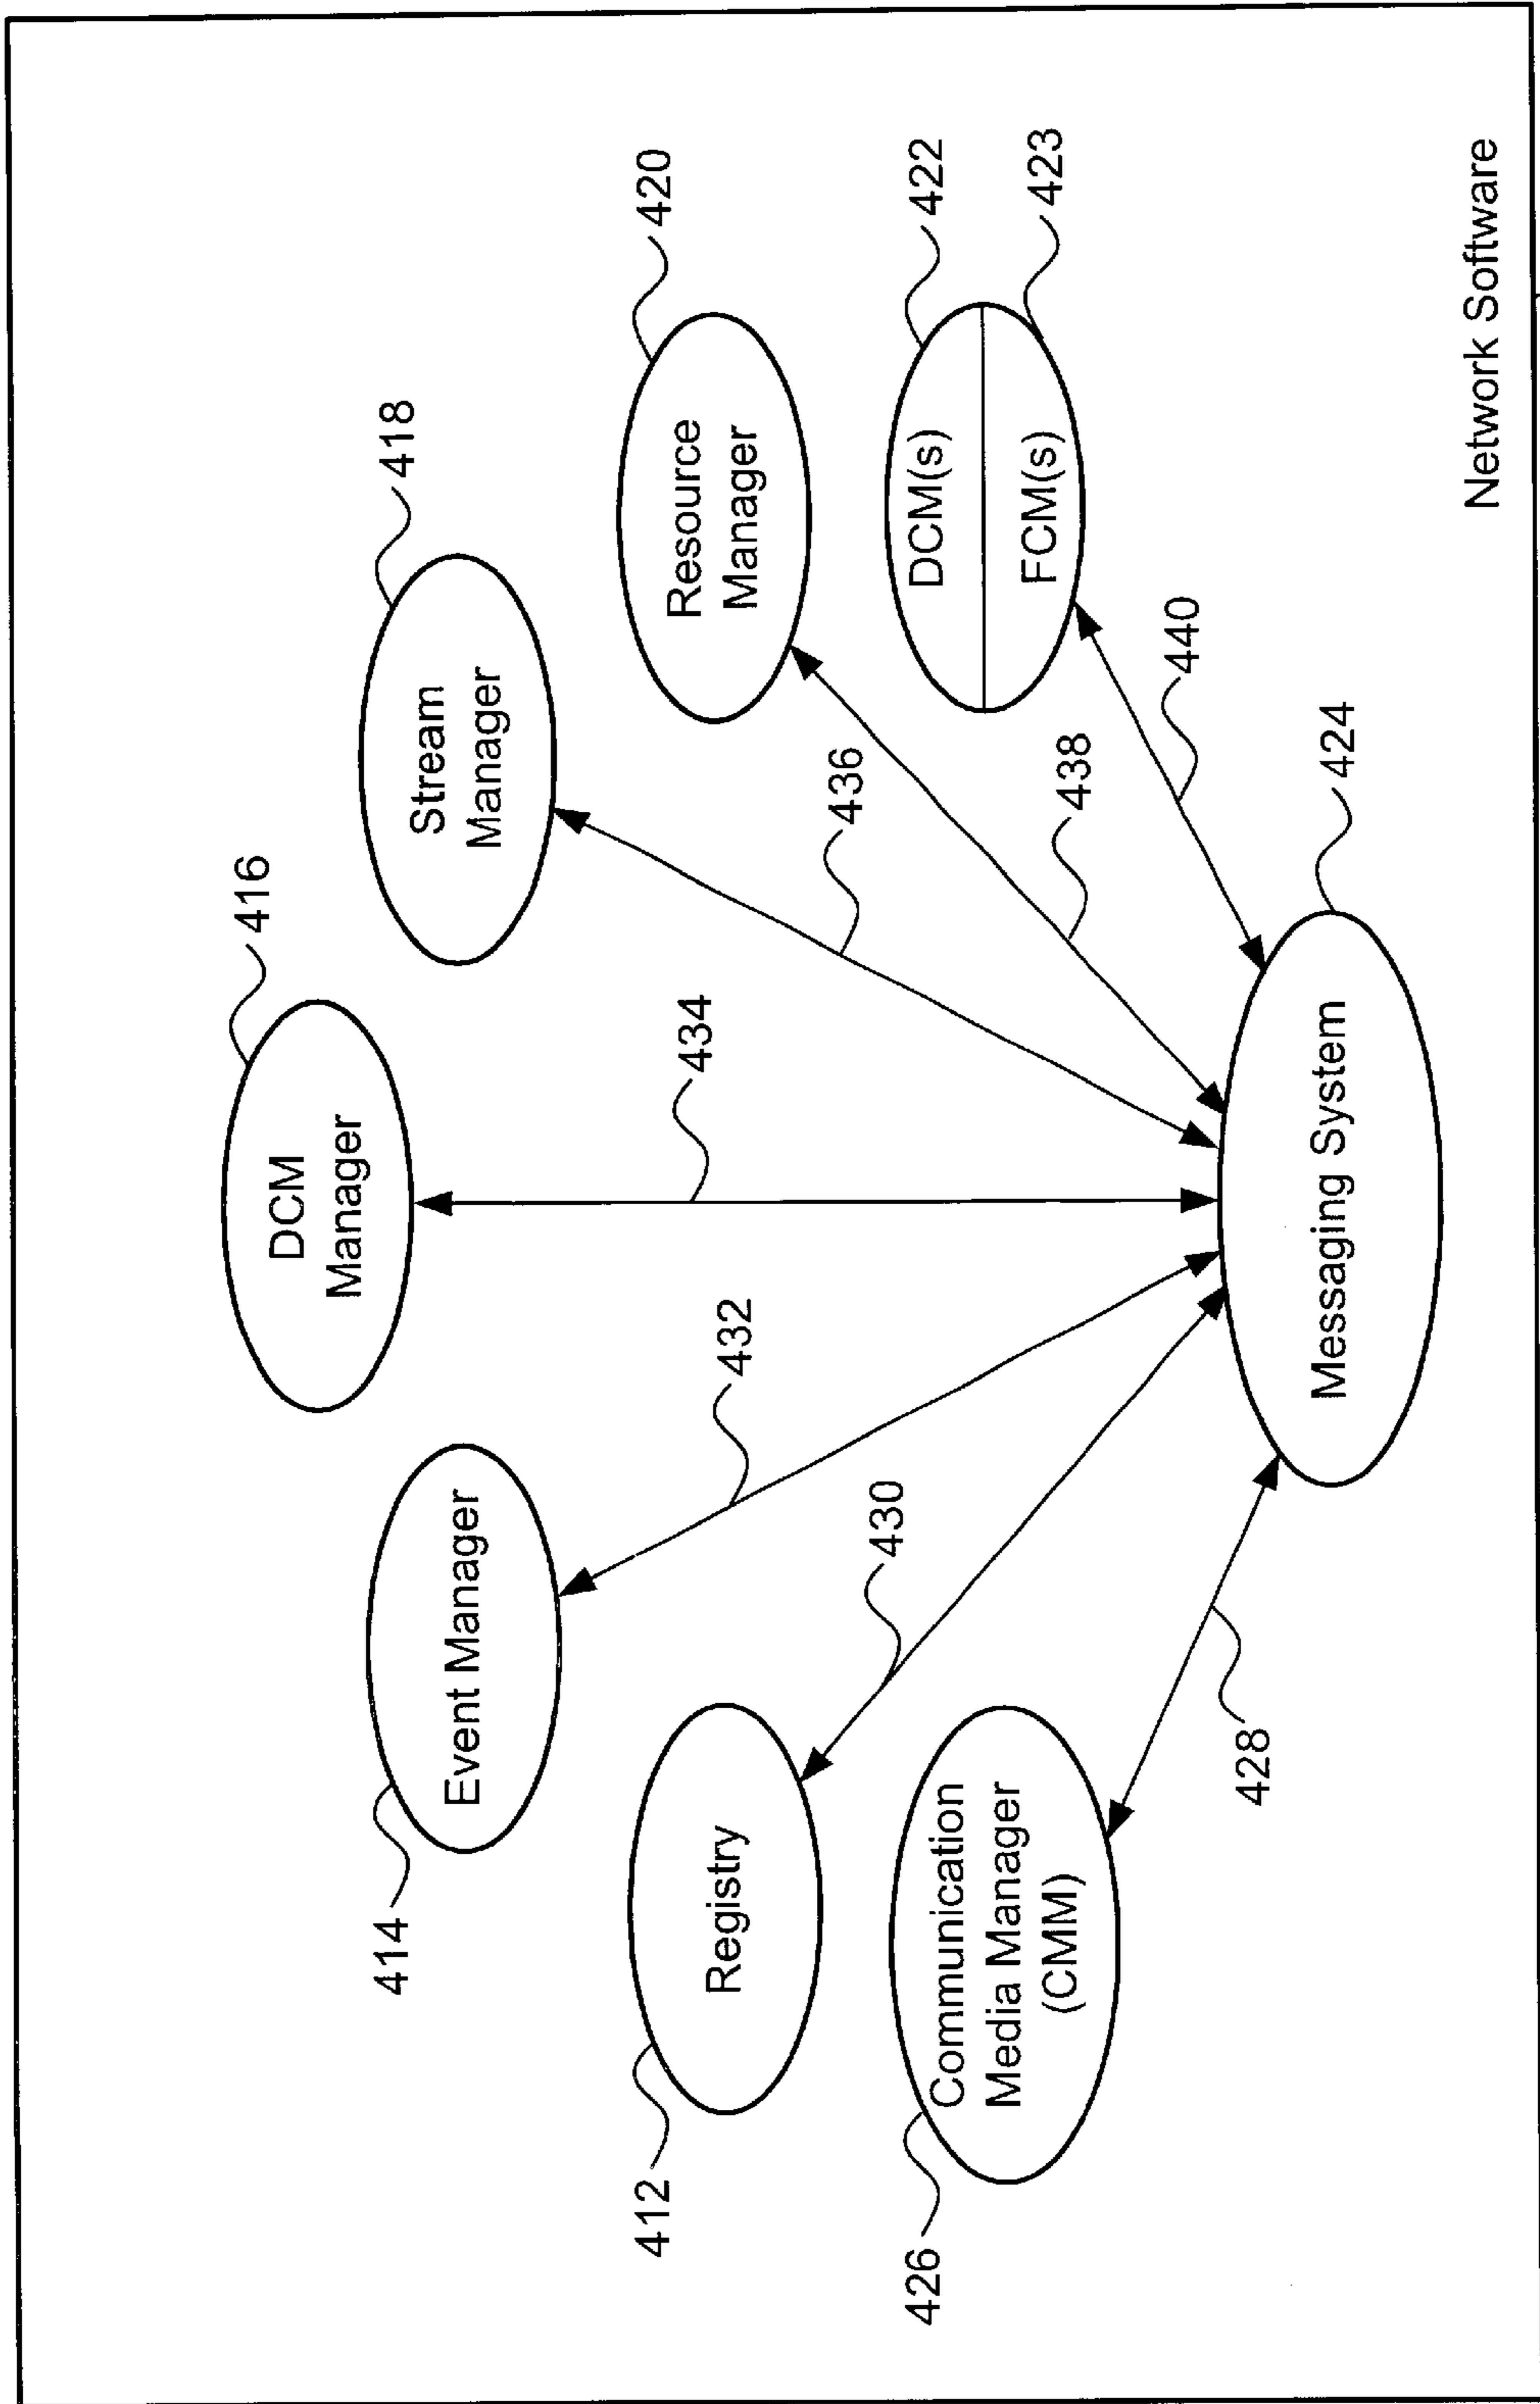 416
DCM
Manager
414
Event Manager
418
Stream
Manager
432
434
436
412
Registry
420
Resource
Manager
430
438
426
Communication
Media Manager
(CMM)
422
DCM(s)
FCM(s)
423
428
440
424
Messaging System
Network Software